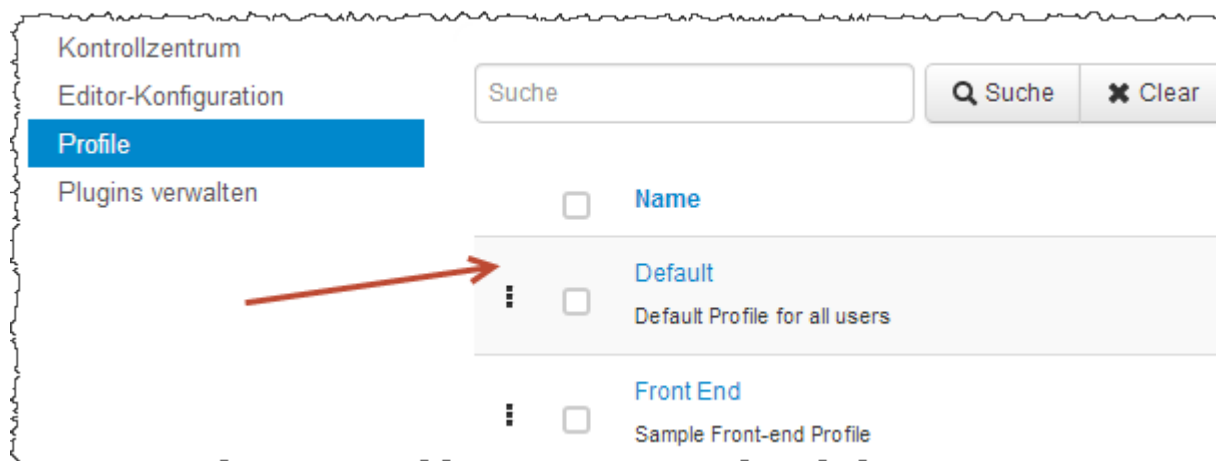 Kontrollzentrum
Editor-Konfiguration
Profile
Plugins verwalten
Suche
Suche
Clear
Name
Default
Default Profile for all users
Front End
Sample Front-end Profile